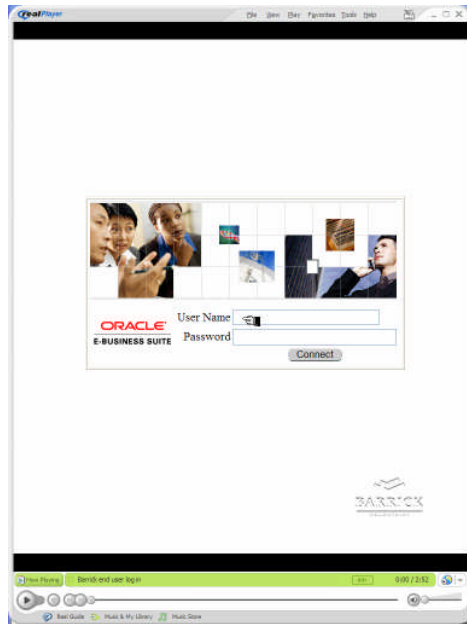 realPlayer
File View Play Favorites Tools Help
ORACLE
E-BUSINESS SUITE
User Name
Password
Connect
BARRICK
Now Playing Barrick end user log in 0:00 / 2:52
Real Guide Music & My Library Music Store